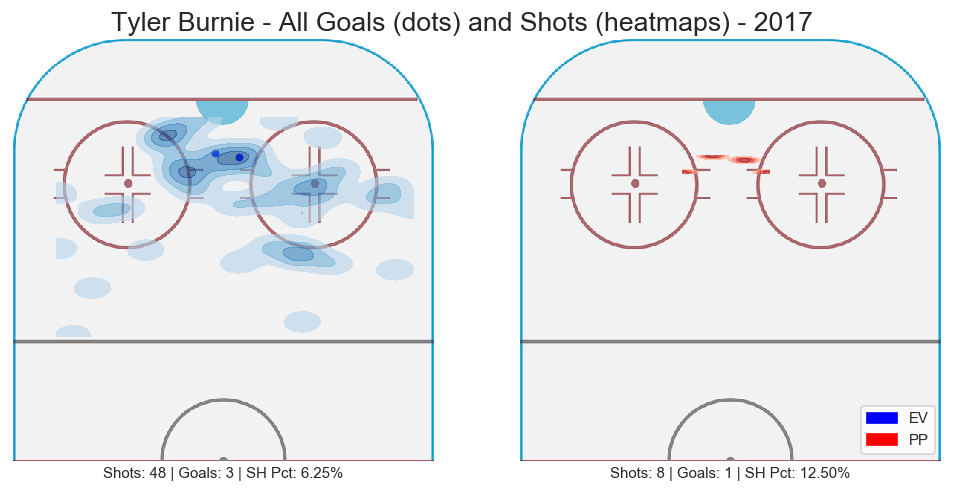 Tyler Burnie - All Goals (dots) and Shots (heatmaps) - 2017
EV
PP
Shots: 48 | Goals: 3 | SH Pct: 6.25%
Shots: 8 | Goals: 1 | SH Pct: 12.50%